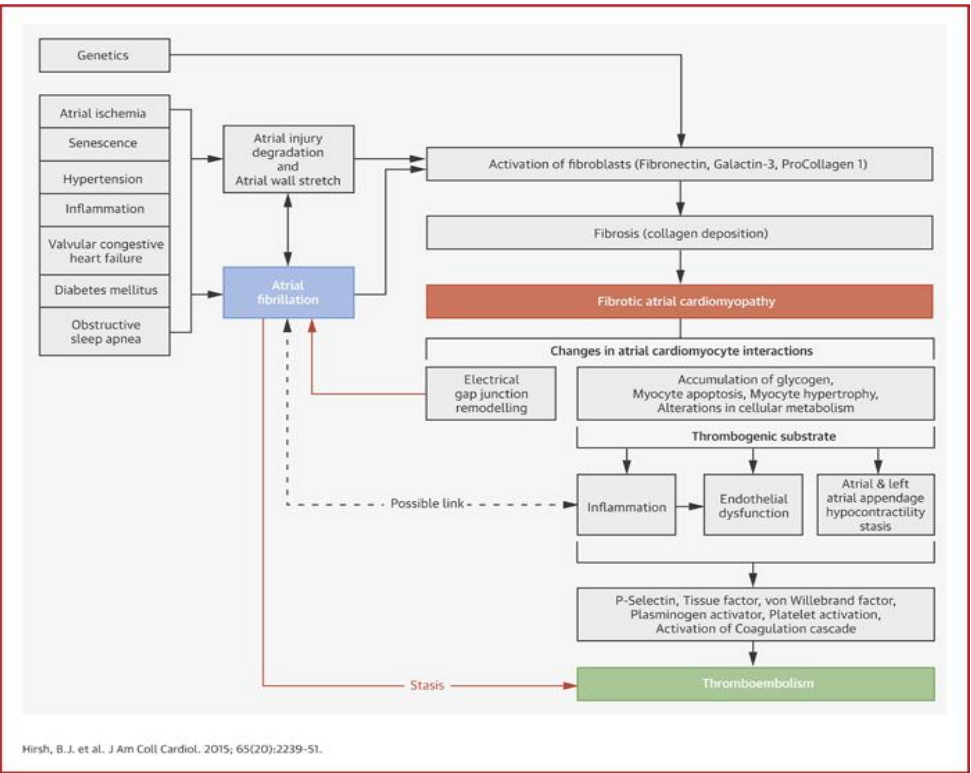 Genetics
Atrial ischemia
Senescence
Hypertension
Inflammation
Valvular congestive
heart failure
Diabetes mellitus
Obstructive
sleep apnea
Atrial injury
degradation
and
Atrial wall stretch
Atrial
fibrillation
Activation of fibroblasts (Fibronectin, Galactin-3, ProCollagen 1)
Fibrosis (collagen deposition)
Fibrotic atrial cardiomyopathy
Changes in atrial cardiomyocyte interactions
Electrical
gap junction
remodelling
Accumulation of glycogen,
Myocyte apoptosis, Myocyte hypertrophy,
Alterations in cellular metabolism
Thrombogenic substrate
Possible link
Inflammation
Endothelial
dysfunction
Atrial & left
atrial appendage
hypocontractility
stasis
P-Selectin, Tissue factor, von Willebrand factor,
Plasminogen activator, Platelet activation,
Activation of Coagulation cascade
Stasis
Thromboembolism
Hirsh, B.J. et al. J Am Coll Cardiol. 2015; 65(20):2239-51.